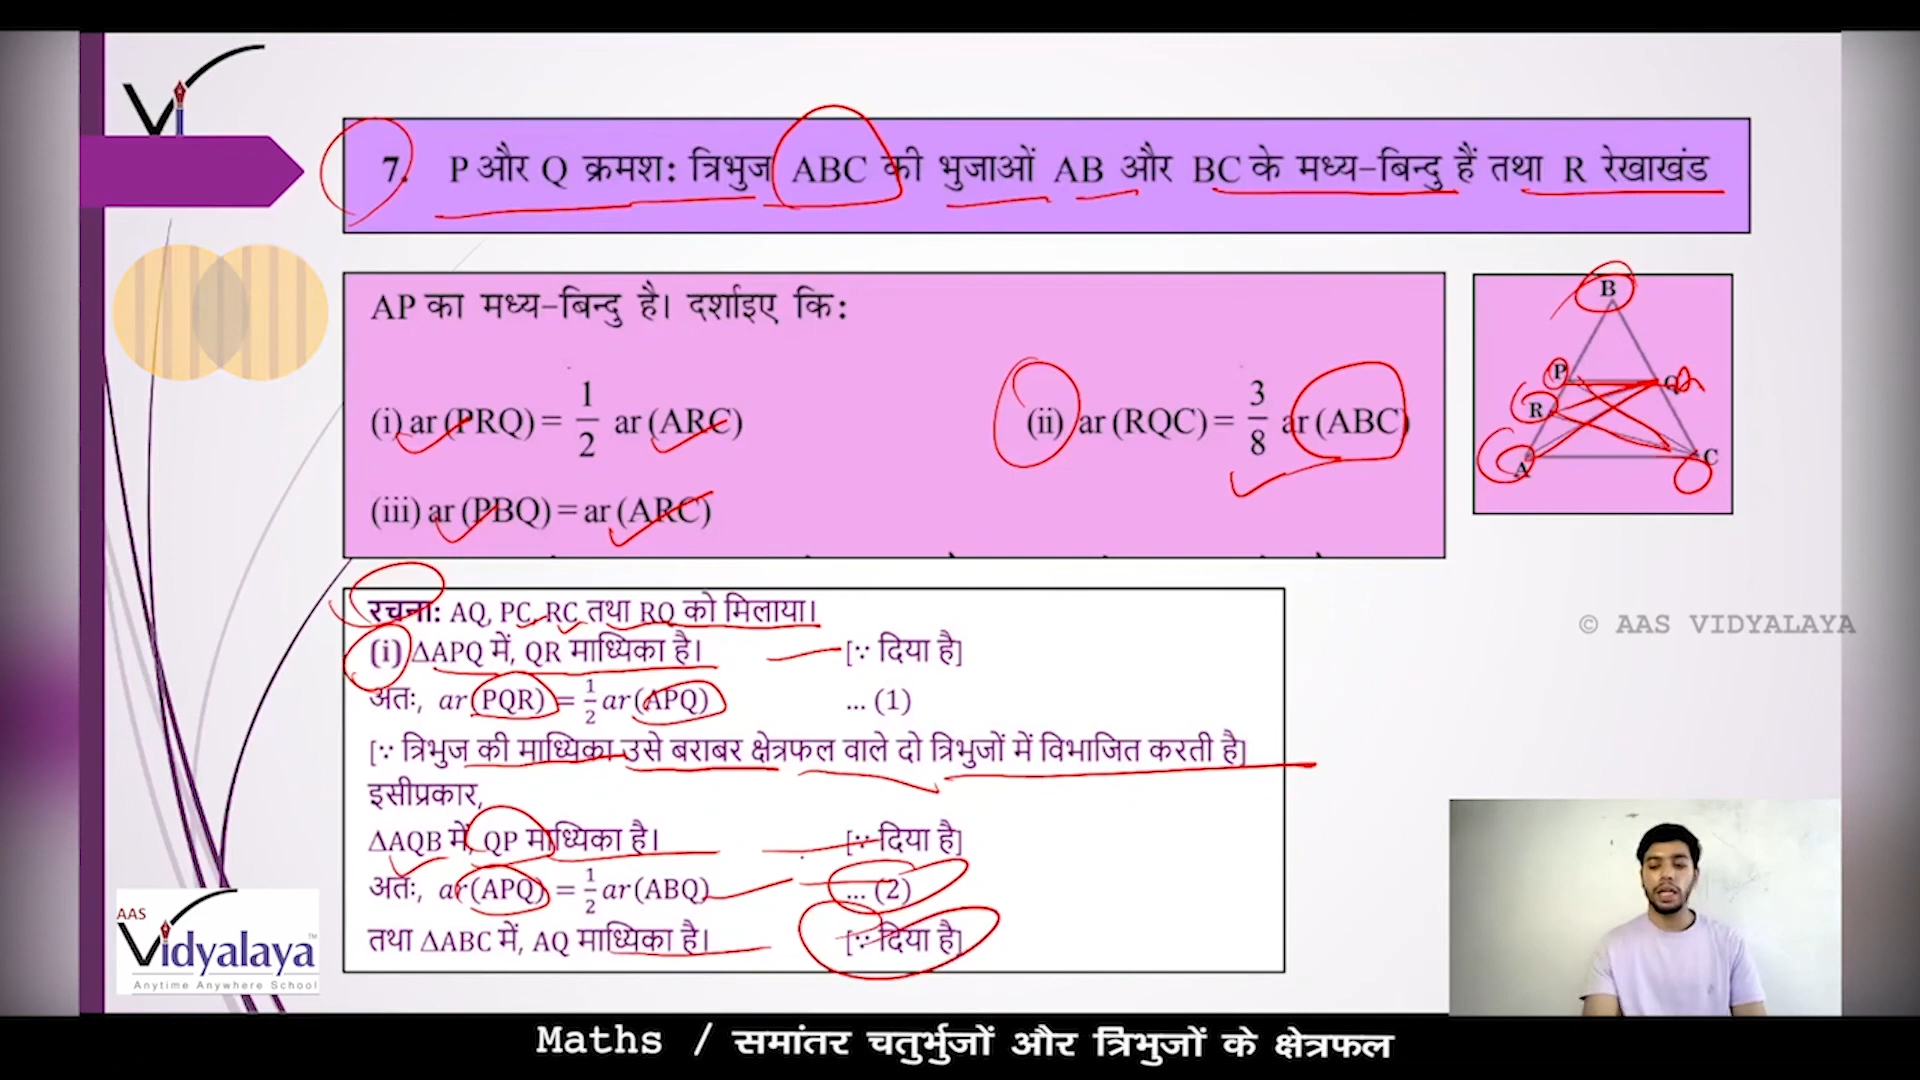 7. P और Q क्रमश: त्रिभुज ABC की भुजाओं AB और BC के मध्य-बिन्दु हैं तथा R रेखाखंड
AP का मध्य-बिन्दु है। दर्शाइए कि:
(i) ar (PRQ) = 1/2 ar (ARC)
(ii) ar (RQC) = 3/8 ar (ABC)
(iii) ar (PBQ) = ar (ARC)
B
P
Q
R
A
C
रचना: AQ, PC, RC तथा RQ को मिलाया।
(i) ΔAPQ में, QR माध्यिका है। [∵ दिया है]
अतः, ar (PQR) = 1/2 ar (APQ) ... (1)
[∵ त्रिभुज की माध्यिका उसे बराबर क्षेत्रफल वाले दो त्रिभुजों में विभाजित करती है]
इसीप्रकार,
ΔAQB में, QP माध्यिका है। [∵ दिया है]
अतः, ar (APQ) = 1/2 ar (ABQ) ... (2)
तथा ΔABC में, AQ माध्यिका है। [∵ दिया है]
© AAS VIDYALAYA
AAS
Vidyalaya
TM
Anytime Anywhere School
Maths / समांतर चतुर्भुजों और त्रिभुजों के क्षेत्रफल